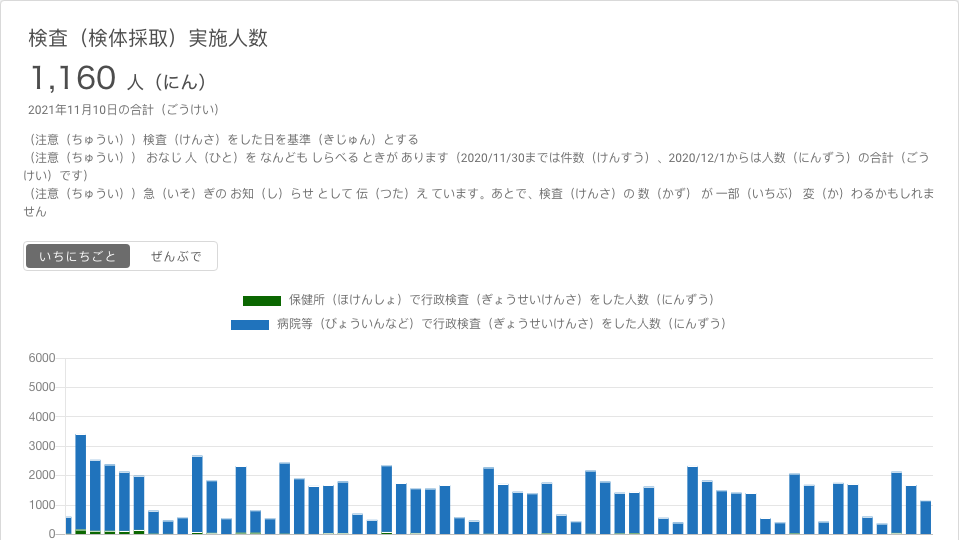 検査（検体採取）実施人数
1,160 人（にん）
2021年11月10日の合計（ごうけい）
（注意（ちゅうい））検査（けんさ）をした日を基準（きじゅん）とする
（注意（ちゅうい）） おなじ 人（ひと）を なんども しらべる ときが あります（2020/11/30までは件数（けんすう）、2020/12/1からは人数（にんずう）の合計（ごう
けい）です）
（注意（ちゅうい））急（いそ）ぎの お知（し）らせ として 伝（つた）え ています。あとで、検査（けんさ）の 数（かず） が 一部（いちぶ） 変（か）わるかもしれま
せん
いちにちごと ぜんぶで
保健所（ほけんしょ）で行政検査（ぎょうせいけんさ）をした人数（にんずう）
病院等（びょういんなど）で行政検査（ぎょうせいけんさ）をした人数（にんずう）
6000
5000
4000
3000
2000
1000
0